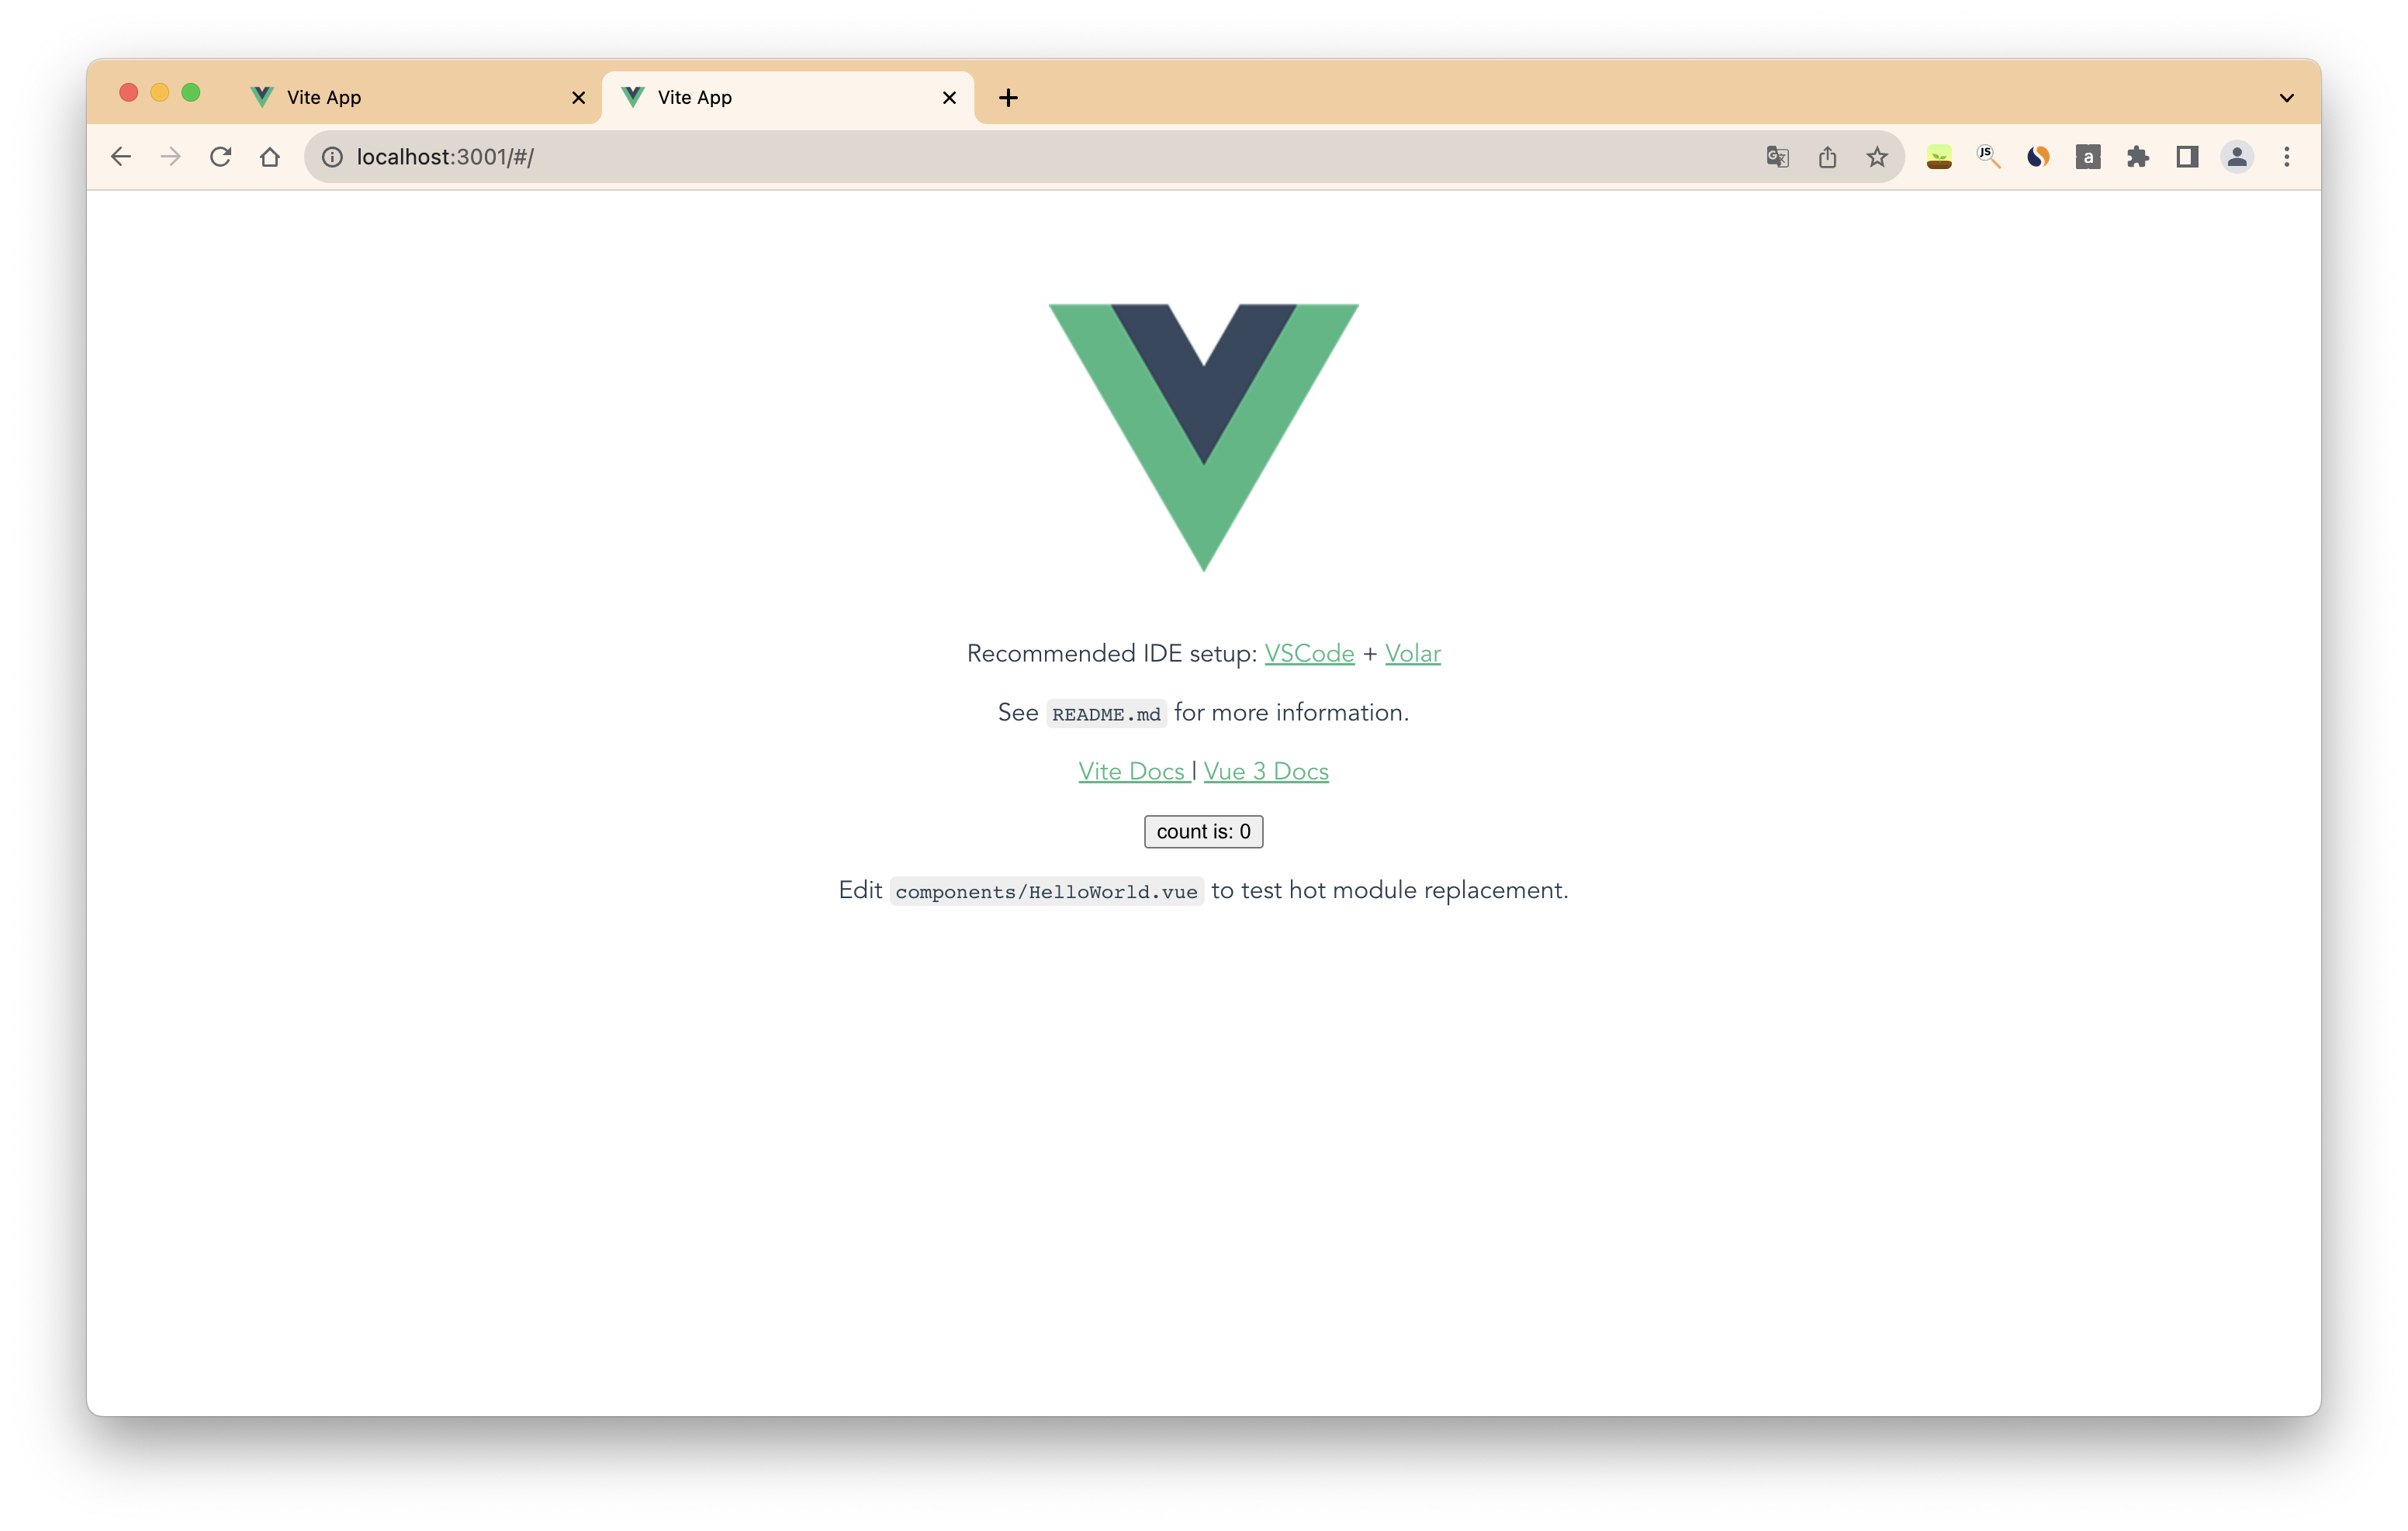 Vite App
Vite App
localhost:3001/#/
JS
a
Recommended IDE setup: VSCode + Volar
See README.md for more information.
Vite Docs | Vue 3 Docs
count is: 0
Edit components/HelloWorld.vue to test hot module replacement.